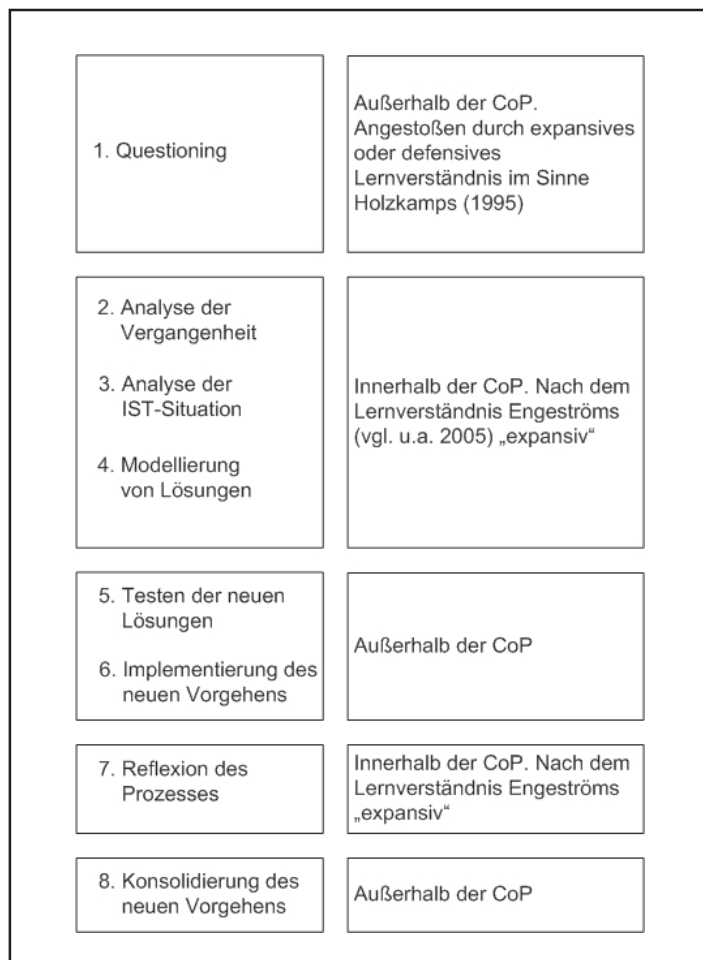 1. Questioning
Außerhalb der CoP.
Angestoßen durch expansives
oder defensives
Lernverständnis im Sinne
Holzkamps (1995)
2. Analyse der
Vergangenheit
3. Analyse der
IST-Situation
4. Modellierung
von Lösungen
Innerhalb der CoP. Nach dem
Lernverständnis Engeströms
(vgl. u.a. 2005) „expansiv“
5. Testen der neuen
Lösungen
6. Implementierung des
neuen Vorgehens
Außerhalb der CoP
7. Reflexion des
Prozesses
Innerhalb der CoP. Nach dem
Lernverständnis Engeströms
„expansiv“
8. Konsolidierung des
neuen Vorgehens
Außerhalb der CoP